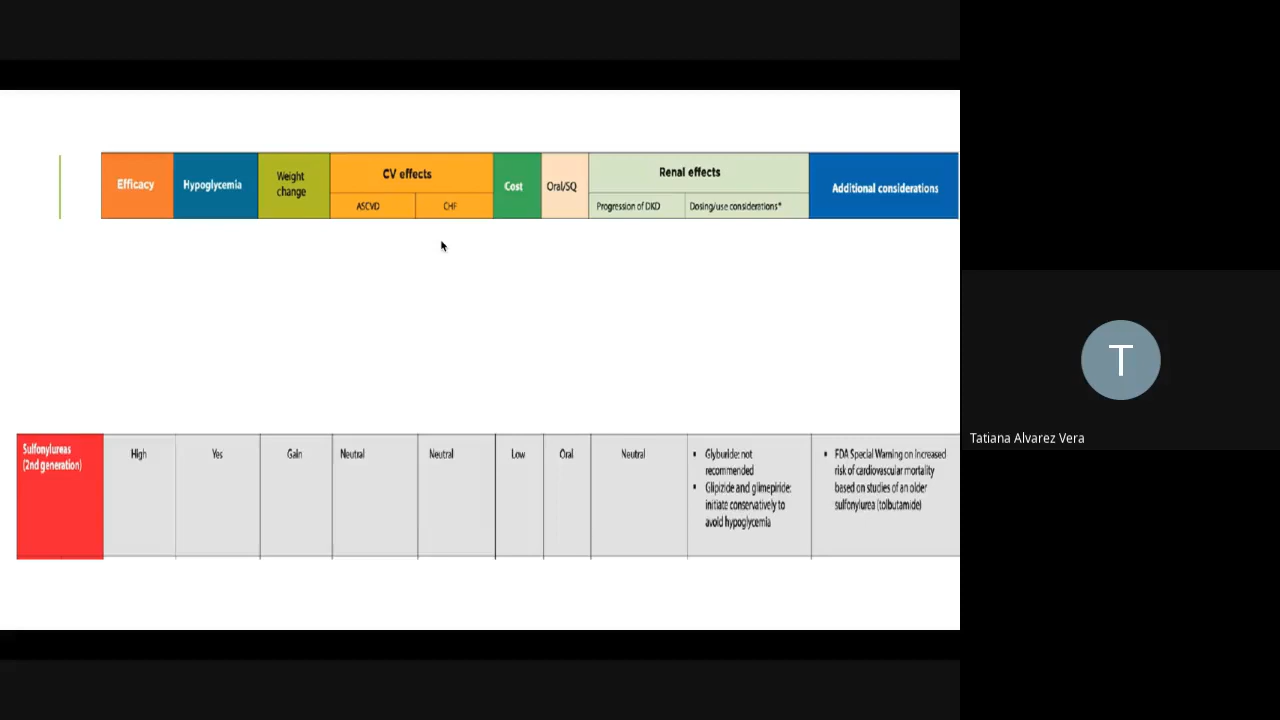 Efficacy
Hypoglycemia
Weight
change
CV effects
ASCVD
CHF
Cost
Oral/SQ
Renal effects
Progression of DKD
Dosing/use considerations*
Additional considerations
Sulfonylureas
(2nd generation)
High
Yes
Gain
Neutral
Neutral
Low
Oral
Neutral
• Glyburide: not
recommended
• Glipizide and glimepiride:
initiate conservatively to
avoid hypoglycemia
• FDA Special Warning on increased
risk of cardiovascular mortality
based on studies of an older
sulfonylurea (tolbutamide)
T
Tatiana Alvarez Vera